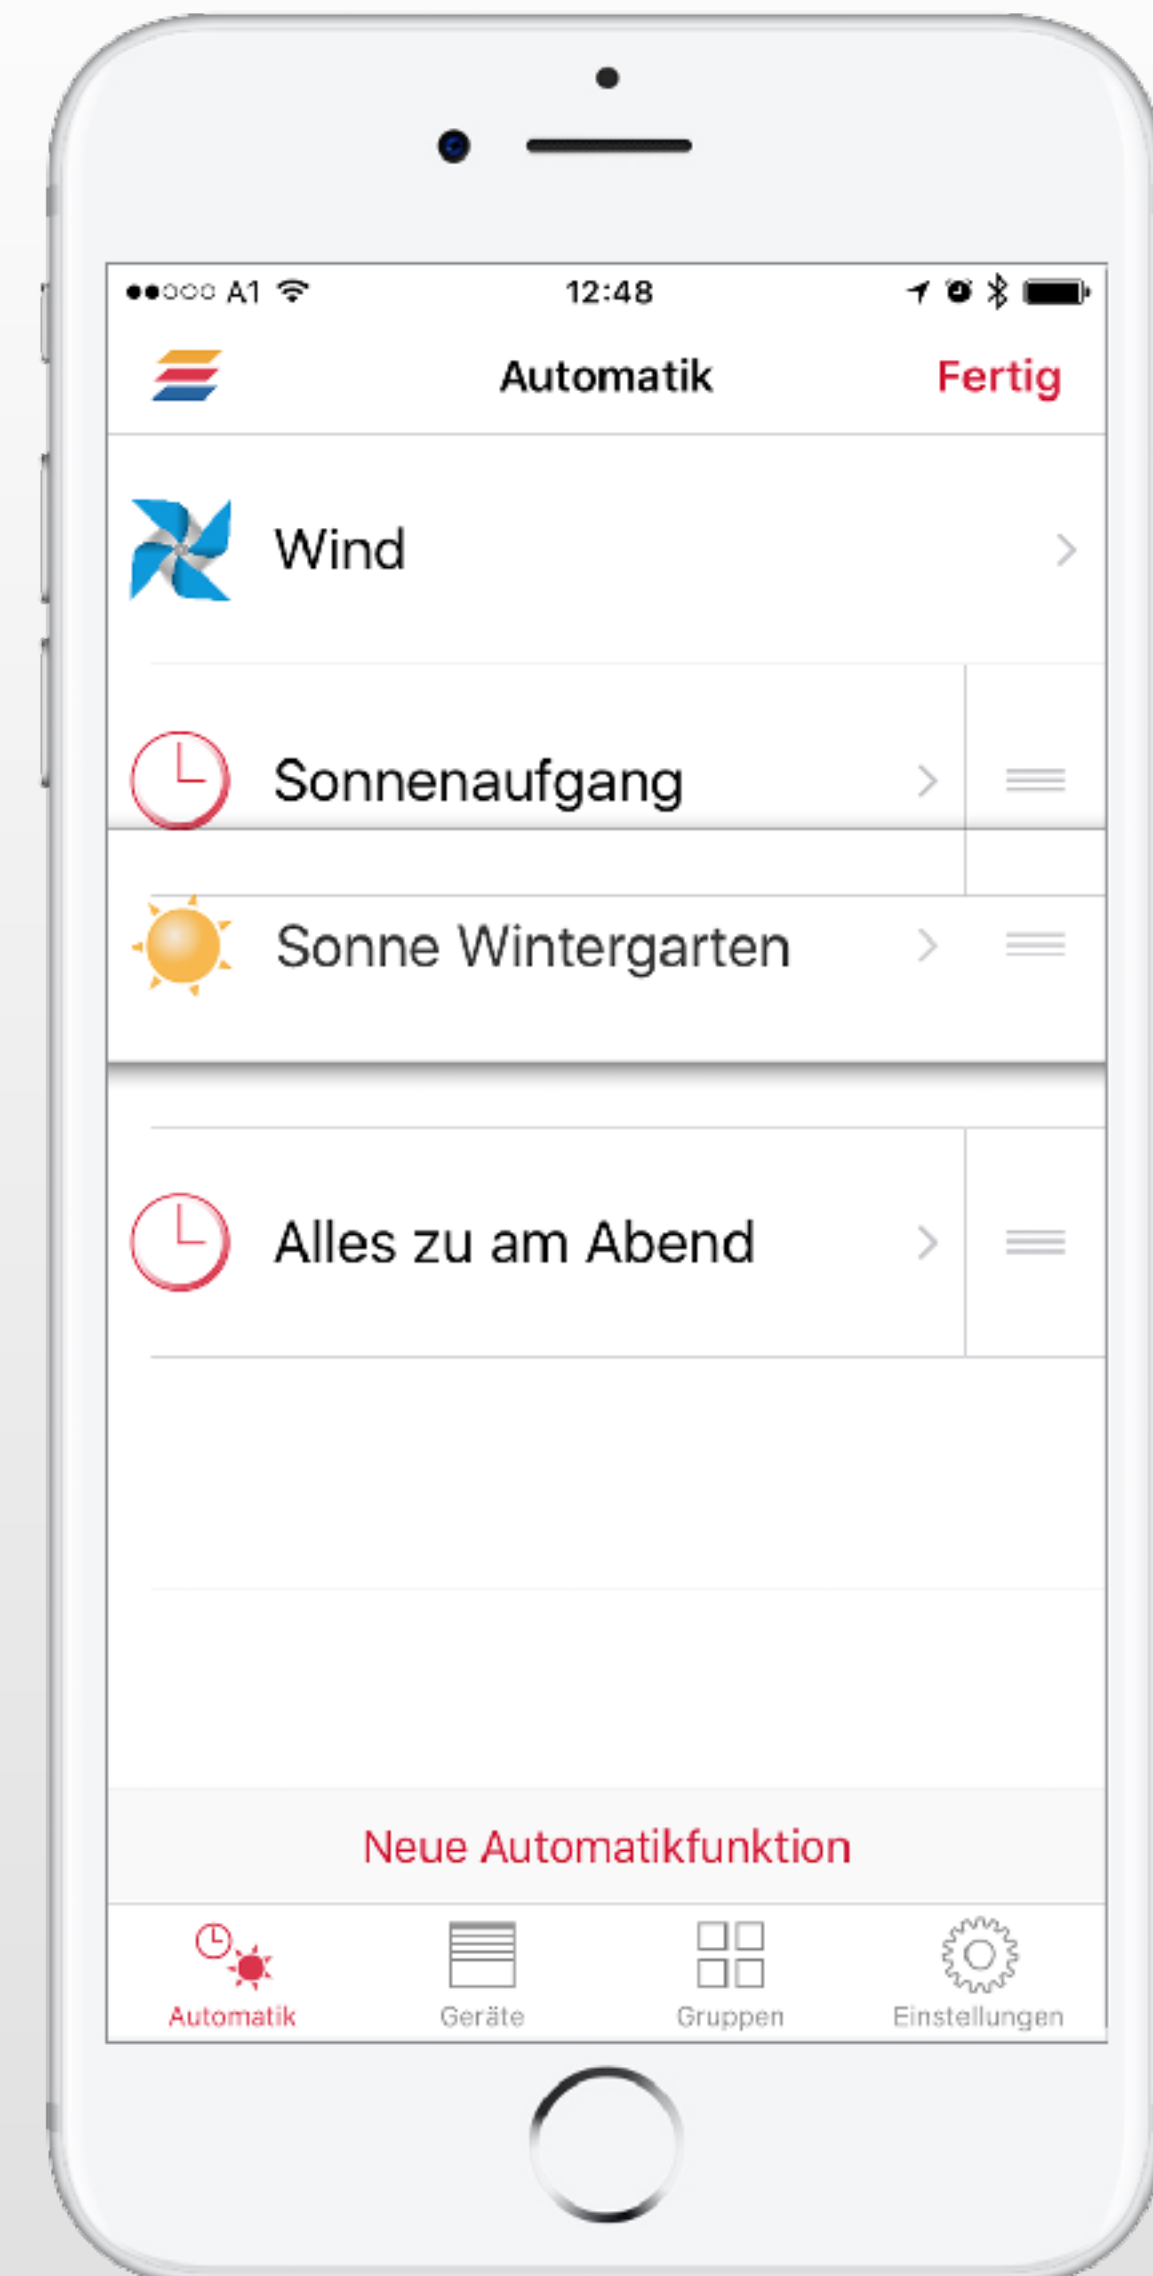 A1 12:48
Automatik Fertig
Wind
Sonnenaufgang
Sonne Wintergarten
Alles zu am Abend
Neue Automatikfunktion
Automatik Geräte Gruppen Einstellungen